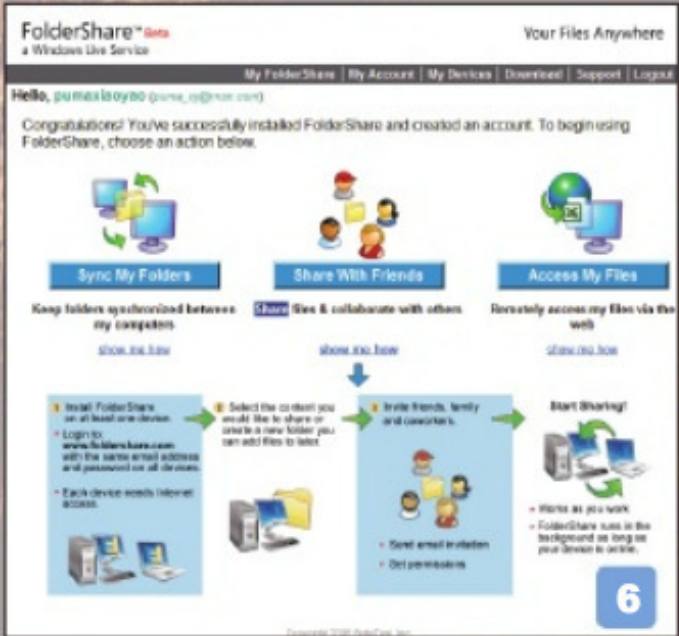 FolderShare™ Beta
a Windows Live Service
Your Files Anywhere
My FolderShare | My Account | My Devices | Download | Support | Logout
Hello, pumaxiaoyao
Congratulations! You've successfully installed FolderShare and created an account. To begin using
FolderShare, choose an action below.
Sync My Folders
Share With Friends
Access My Files
Keep folders synchronized between
my computers
Share files & collaborate with others
Remotely access my files via the
web
show me how
show me how
show me how
1 Install FolderShare
on at least one device.
Login to:
www.foldershare.com
with the same email address
and password on all devices.
Each device needs internet
access.
2 Select the content you
would like to share or
create a new folder you
can add files to later.
3 Invite friends, family
and coworkers.
Send email invitation
Set permissions
Start Sharing!
Works as you work
FolderShare runs in the
background as long as
your device is online.
6